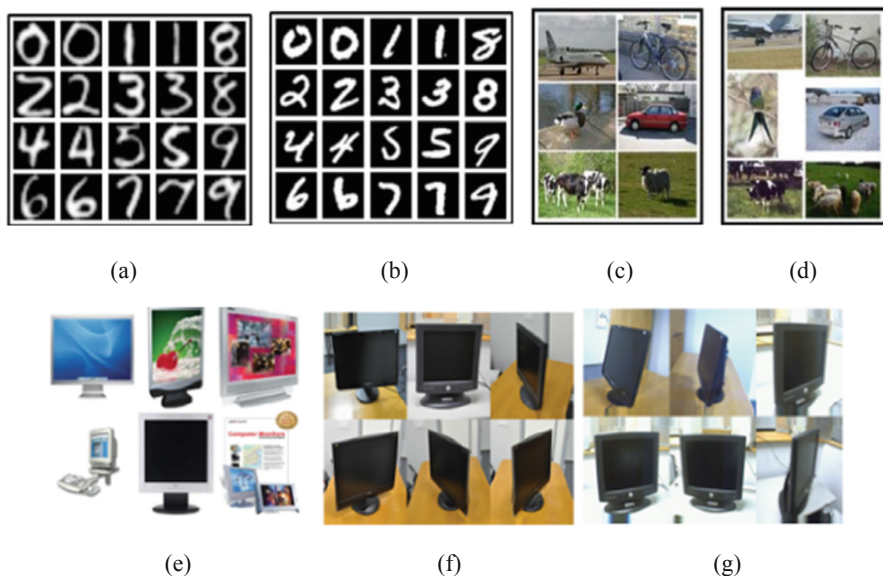 0 0 1 1 8
2 2 3 3 8
4 4 5 5 9
6 6 7 7 9
0 0 1 1 8
2 2 3 3 8
4 4 5 5 9
6 6 7 7 9
(a)
(b)
(c)
(d)
Computer Monitors
(e)
(f)
(g)